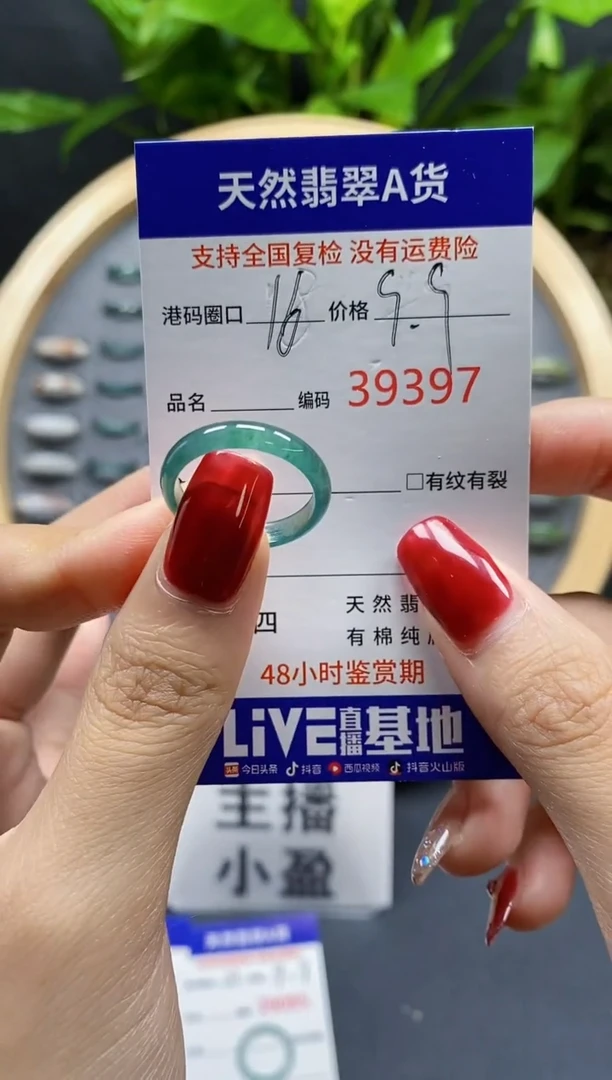 天然翡翠A货
支持全国复检 没有运费险
港码圈口 16 价格 9.9
品名 编码 39397
□有纹有裂
四
天然翡
有棉纯
48小时鉴赏期
LiVE直播基地
头条 今日头条 抖音 西瓜视频 抖音火山版
主播
小盈